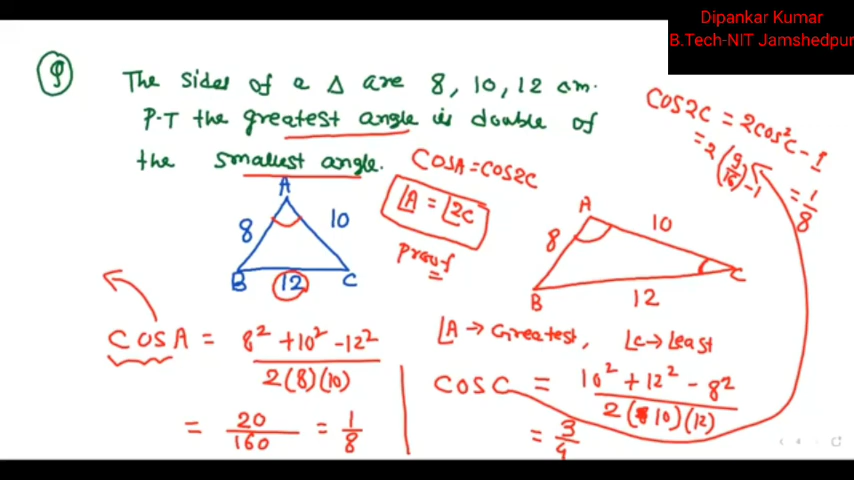 Dipankar Kumar
B.Tech-NIT Jamshedpur
Q
The sides of a Δ are 8, 10, 12 cm.
P.T the greatest angle is double of
the smallest angle.
COS2C = 2cos²C - 1
= 2(9/16) - 1
= 1/8
COSA = COS2C
∠A = ∠2C
Proof
A
8
10
B
12
C
A
8
10
B
12
C
COSA = 8² + 10² - 12² / 2(8)(10)
= 20/160 = 1/8
∠A → Greatest, ∠C → Least
COSC = 10² + 12² - 8² / 2(10)(12)
= 3/4